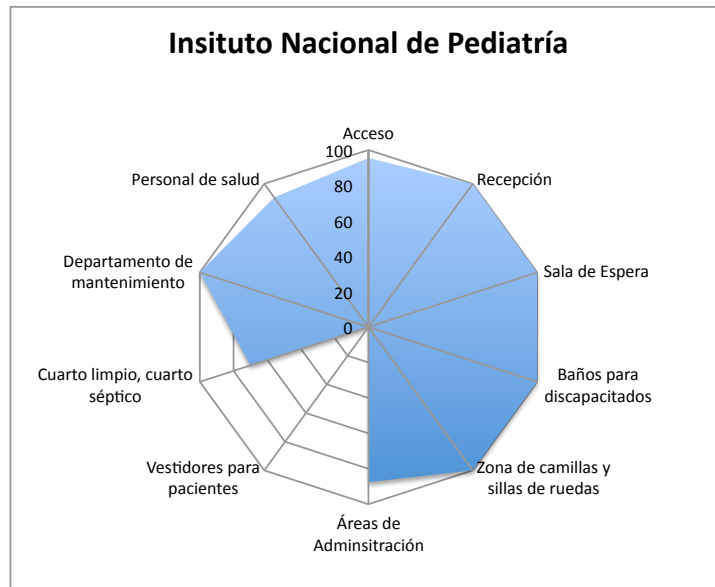 Insituto Nacional de Pediatría
Acceso
Recepción
Sala de Espera
Baños para
discapacitados
Zona de camillas y
sillas de ruedas
Áreas de
Adminsitración
Vestidores para
pacientes
Cuarto limpio, cuarto
séptico
Departamento de
mantenimiento
Personal de salud
100
80
60
40
20
0